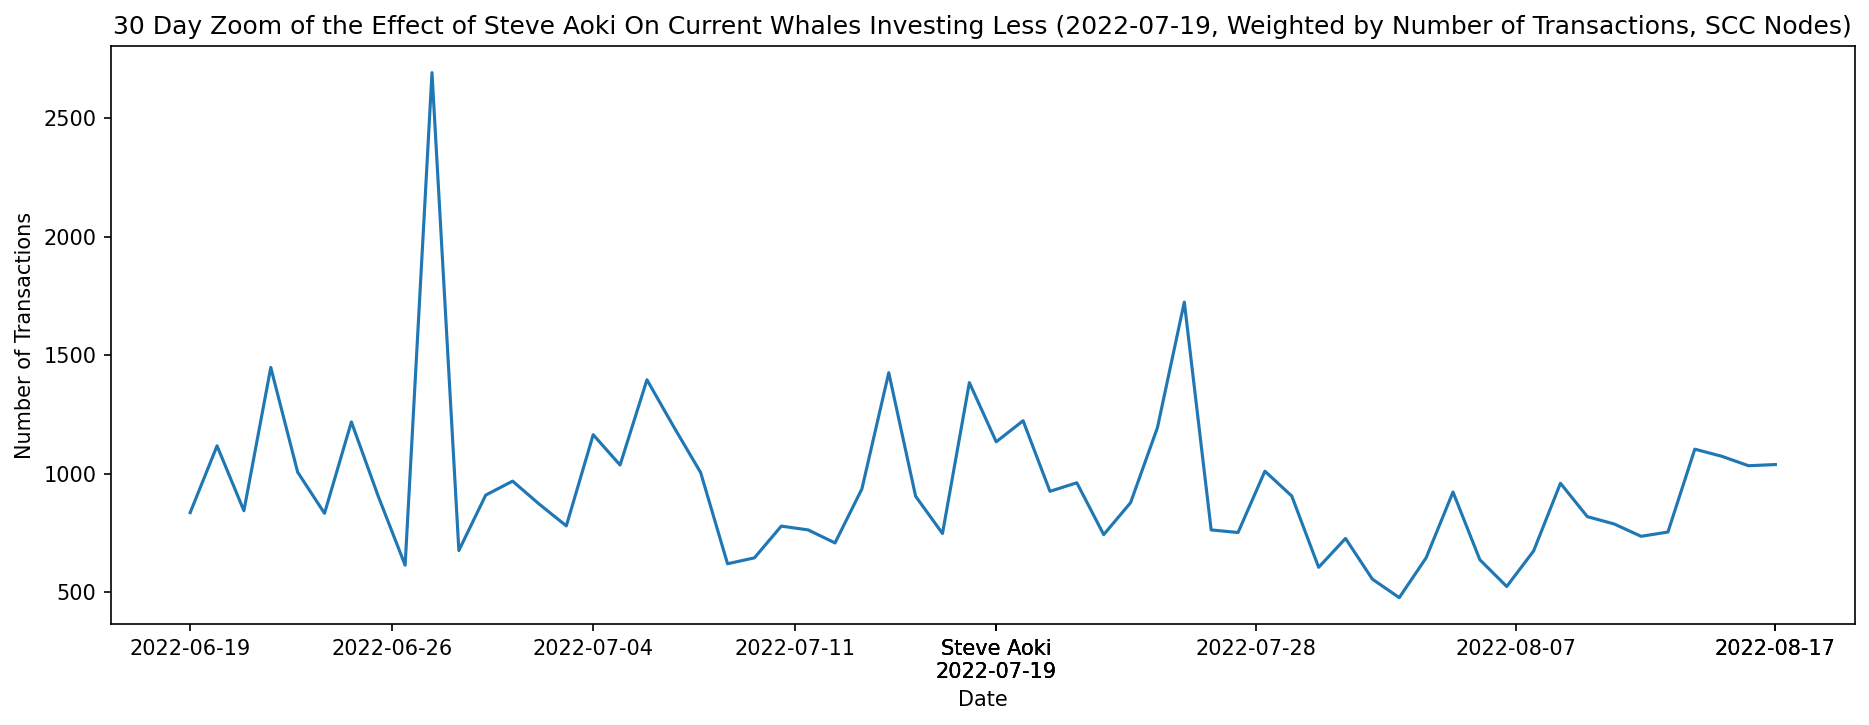 30 Day Zoom of the Effect of Steve Aoki On Current Whales Investing Less (2022-07-19, Weighted by Number of Transactions, SCC Nodes)
Number of Transactions
2500
2000
1500
1000
500
2022-06-19 2022-06-26 2022-07-04 2022-07-11 Steve Aoki 2022-07-28 2022-08-07 2022-08-17
2022-07-19
Date